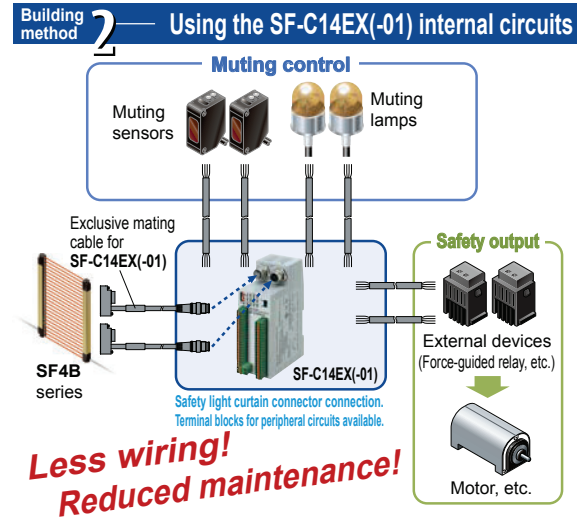 Building
method 2
Using the SF-C14EX(-01) internal circuits
Muting control
Muting
sensors
Muting
lamps
Exclusive mating
cable for
SF-C14EX(-01)
Safety output
SF4B
series
SF-C14EX(-01)
External devices
(Force-guided relay, etc.)
Safety light curtain connector connection.
Terminal blocks for peripheral circuits available.
Less wiring!
Reduced maintenance!
Motor, etc.